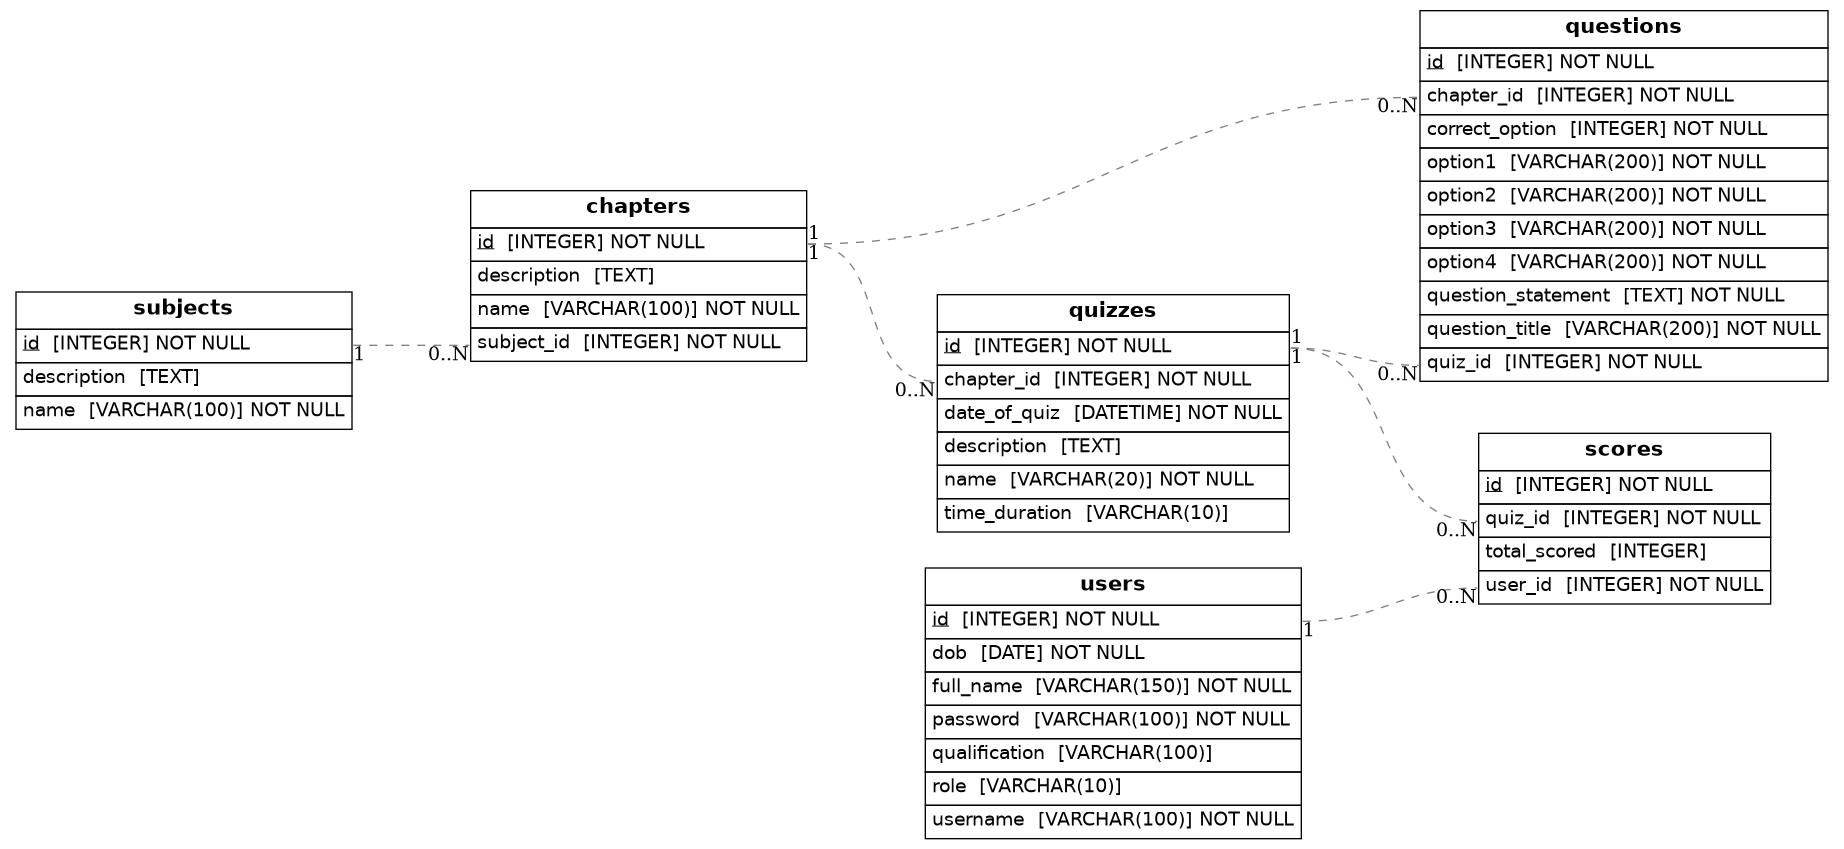 subjects
id [INTEGER] NOT NULL
description [TEXT]
name [VARCHAR(100)] NOT NULL
1
0..N
chapters
id [INTEGER] NOT NULL
description [TEXT]
name [VARCHAR(100)] NOT NULL
subject_id [INTEGER] NOT NULL
1
1
0..N
0..N
quizzes
id [INTEGER] NOT NULL
chapter_id [INTEGER] NOT NULL
date_of_quiz [DATETIME] NOT NULL
description [TEXT]
name [VARCHAR(20)] NOT NULL
time_duration [VARCHAR(10)]
1
1
0..N
0..N
users
id [INTEGER] NOT NULL
dob [DATE] NOT NULL
full_name [VARCHAR(150)] NOT NULL
password [VARCHAR(100)] NOT NULL
qualification [VARCHAR(100)]
role [VARCHAR(10)]
username [VARCHAR(100)] NOT NULL
1
0..N
questions
id [INTEGER] NOT NULL
chapter_id [INTEGER] NOT NULL
correct_option [INTEGER] NOT NULL
option1 [VARCHAR(200)] NOT NULL
option2 [VARCHAR(200)] NOT NULL
option3 [VARCHAR(200)] NOT NULL
option4 [VARCHAR(200)] NOT NULL
question_statement [TEXT] NOT NULL
question_title [VARCHAR(200)] NOT NULL
quiz_id [INTEGER] NOT NULL
scores
id [INTEGER] NOT NULL
quiz_id [INTEGER] NOT NULL
total_scored [INTEGER]
user_id [INTEGER] NOT NULL